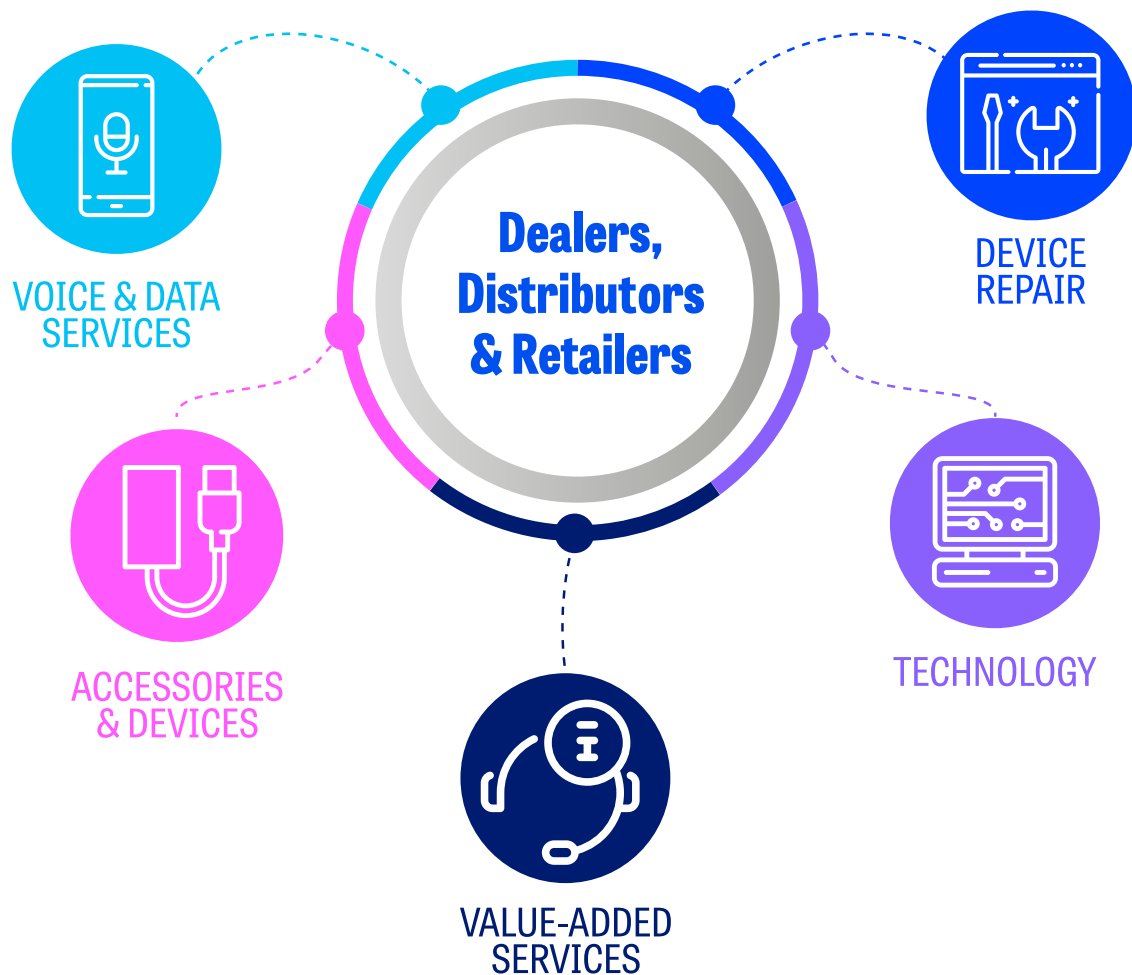 Dealers,
Distributors
& Retailers
VOICE & DATA
SERVICES
DEVICE
REPAIR
ACCESSORIES
& DEVICES
TECHNOLOGY
VALUE-ADDED
SERVICES